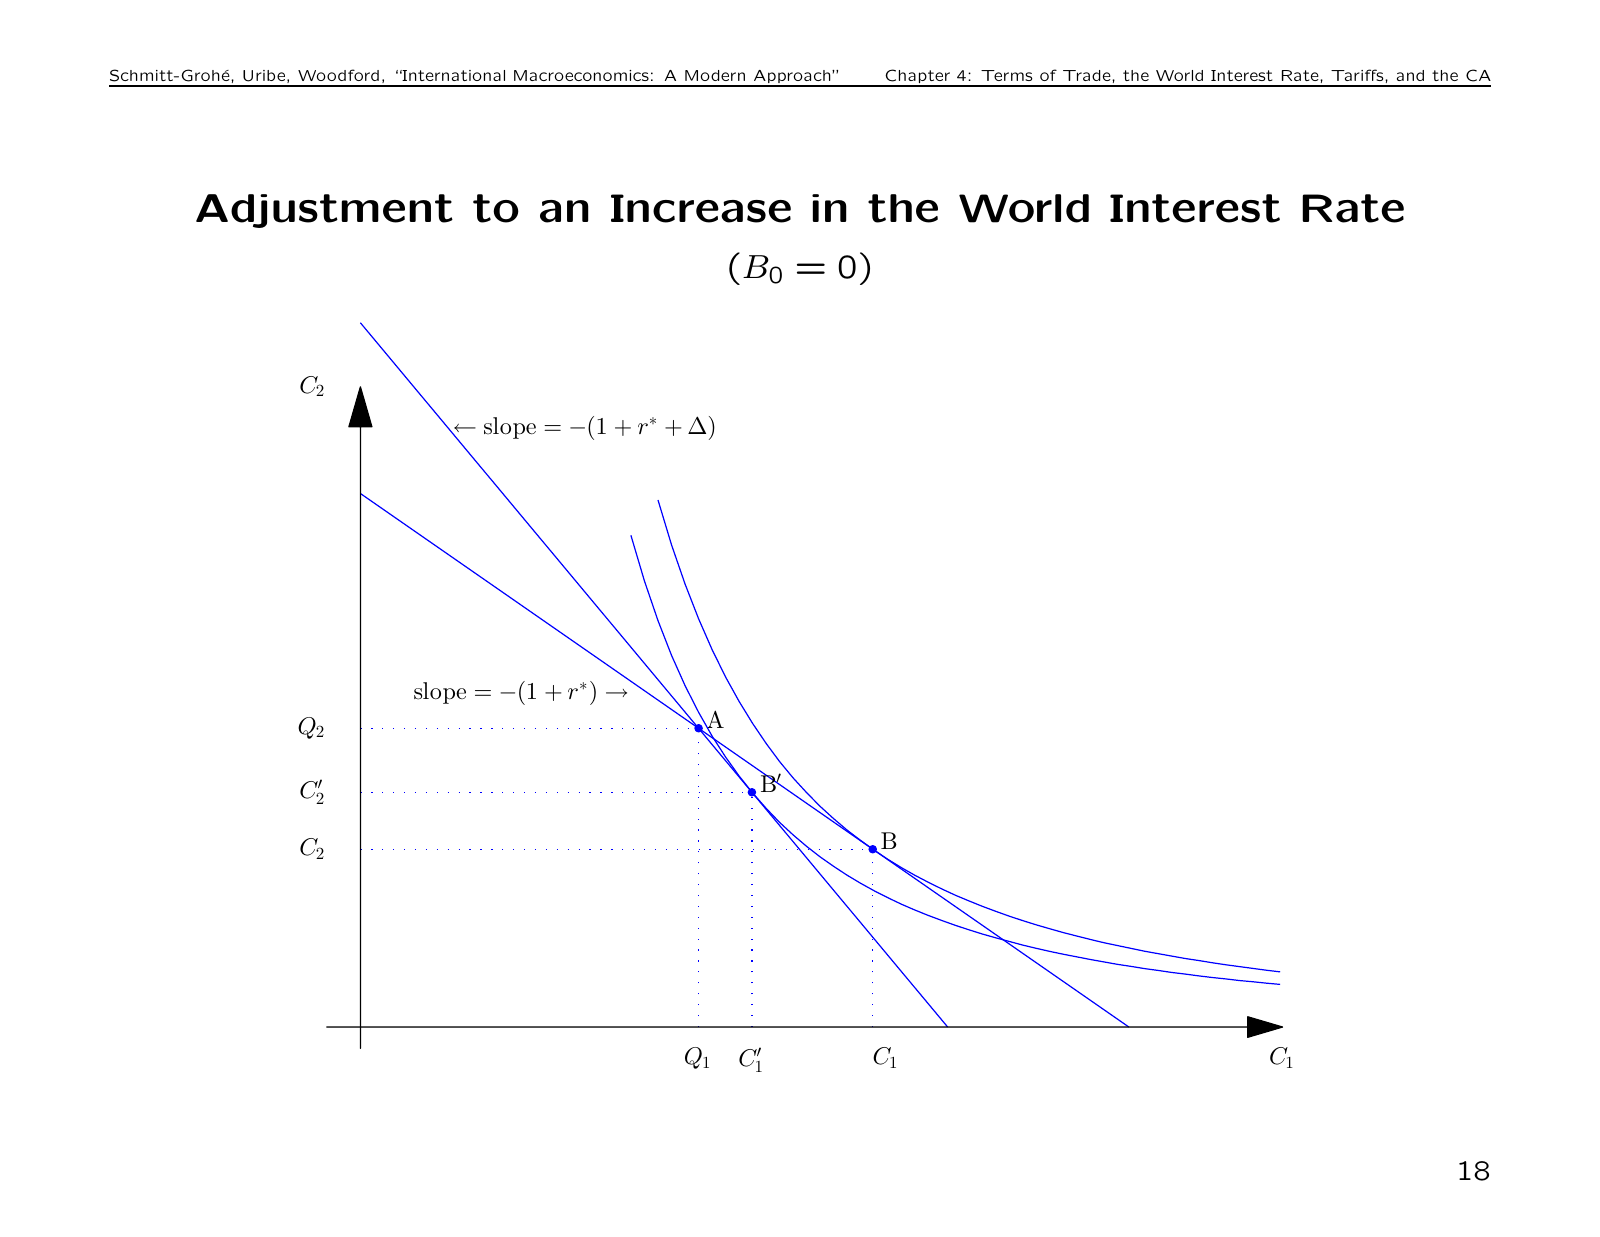 Schmitt-Grohé, Uribe, Woodford, “International Macroeconomics: A Modern Approach” Chapter 4: Terms of Trade, the World Interest Rate, Tariffs, and the CA
Adjustment to an Increase in the World Interest Rate
(B₀ = 0)
C₂
← slope = −(1 + r* + Δ)
slope = −(1 + r*) →
Q₂
A
C₂′
B′
C₂
B
Q₁ C₁′ C₁ C₁
18